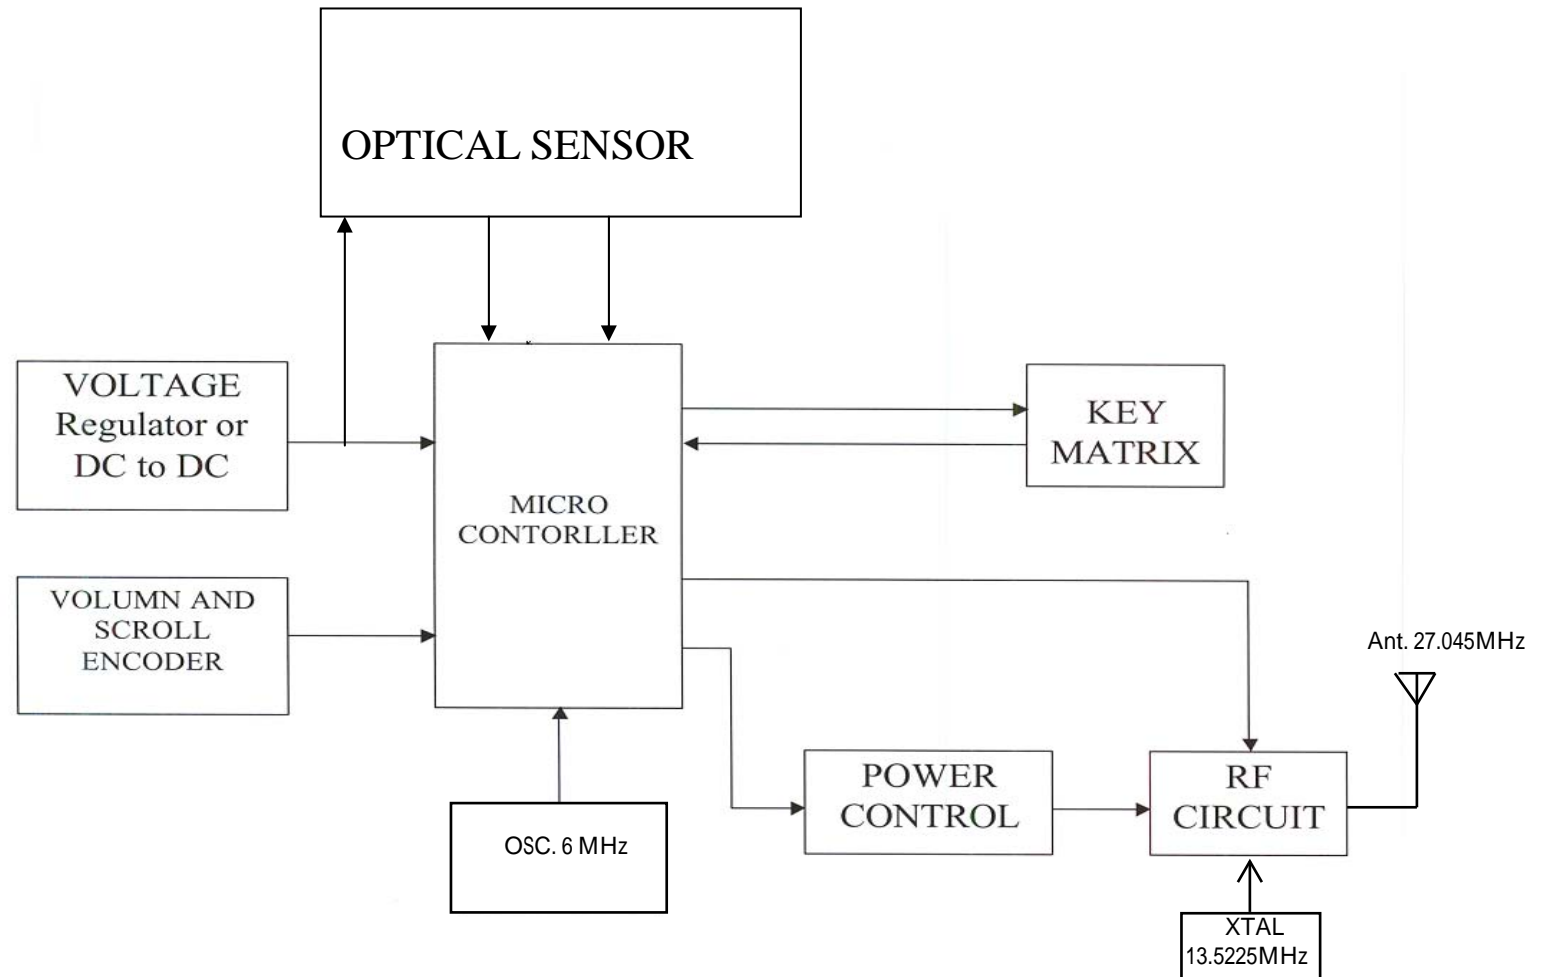 OPTICAL SENSOR
VOLTAGE
Regulator or
DC to DC
KEY
MATRIX
MICRO
CONTORLLER
VOLUMN AND
SCROLL
ENCODER
Ant. 27.045MHz
POWER
CONTROL
RF
CIRCUIT
OSC. 6 MHz
XTAL
13.5225MHz